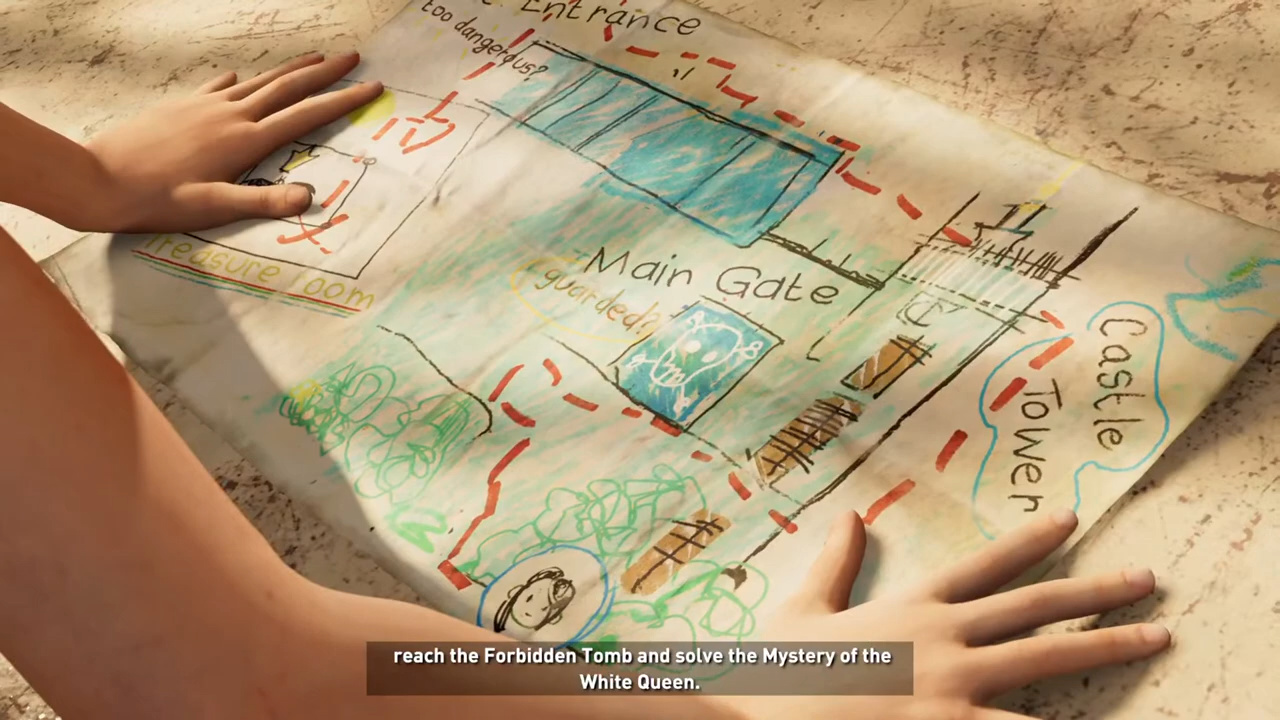 Entrance
too dangerous?
Main Gate
guarded?
Treasure room
Castle
Tower
reach the Forbidden Tomb and solve the Mystery of the
White Queen.